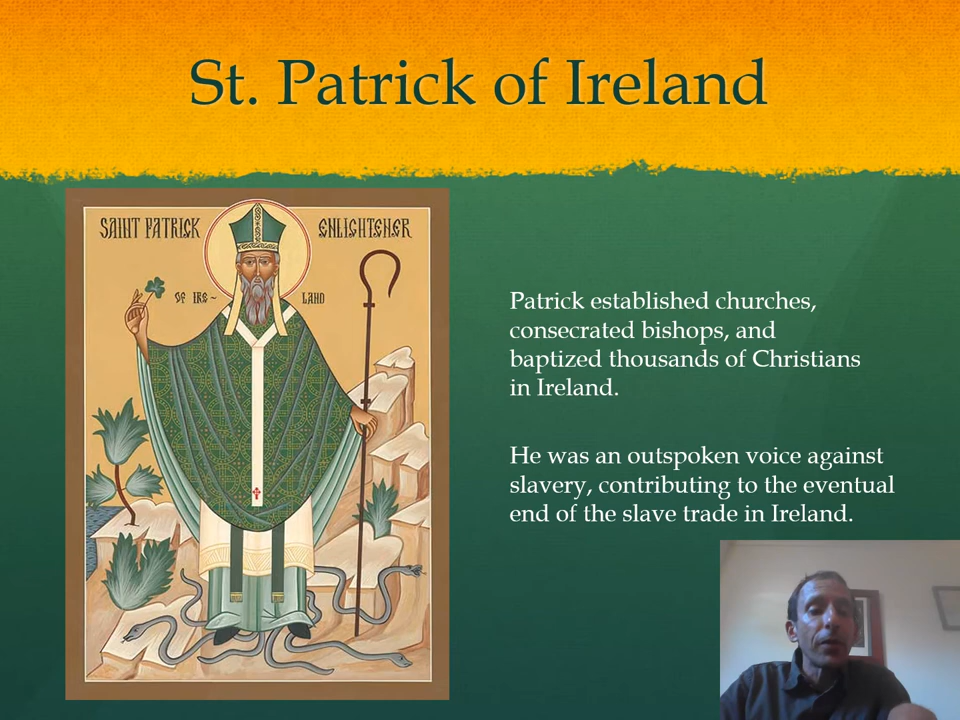 St. Patrick of Ireland
SAINT PATRICK ENLIGHTENER
OF IRE~ LAND
Patrick established churches,
consecrated bishops, and
baptized thousands of Christians
in Ireland.
He was an outspoken voice against
slavery, contributing to the eventual
end of the slave trade in Ireland.